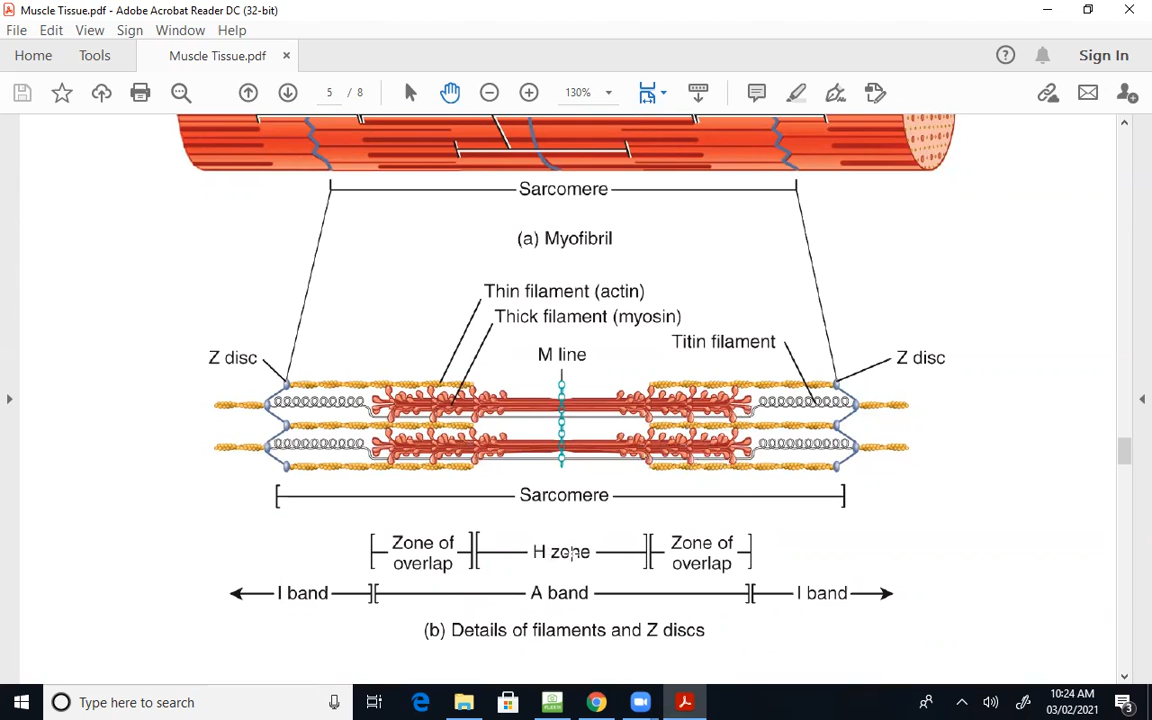 Muscle Tissue.pdf - Adobe Acrobat Reader DC (32-bit)
File Edit View Sign Window Help
Home Tools Muscle Tissue.pdf × Sign In
5 / 8 130%
Sarcomere
(a) Myofibril
Thin filament (actin)
Thick filament (myosin)
Titin filament
M line
Z disc Z disc
Sarcomere
Zone of overlap H zone Zone of overlap
I band A band I band
(b) Details of filaments and Z discs
Type here to search
10:24 AM
03/02/2021
3